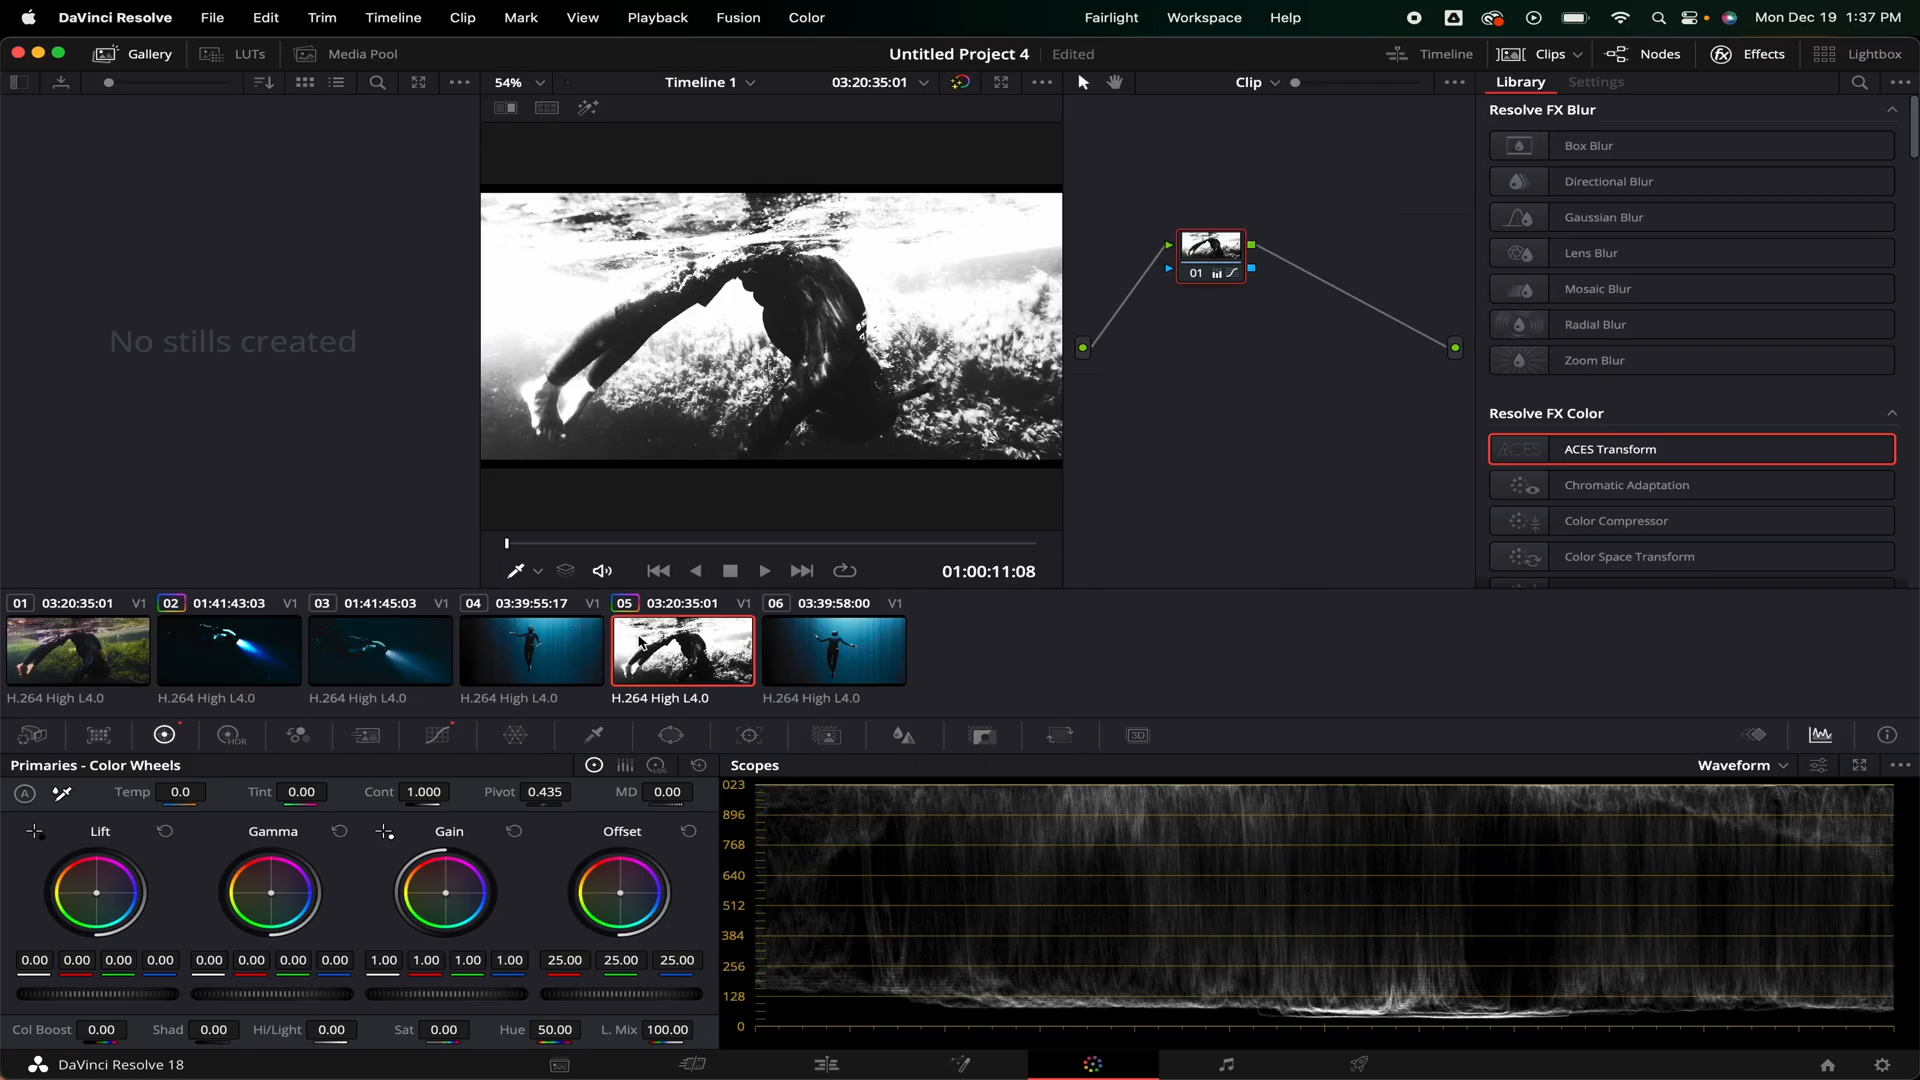 DaVinci Resolve File Edit Trim Timeline Clip Mark View Playback Fusion Color Fairlight Workspace Help Mon Dec 19 1:37 PM
Gallery LUTs Media Pool Untitled Project 4 Edited Timeline Clips Nodes Effects Lightbox
54% Timeline 1 03:20:35:01 Clip Library Settings
Resolve FX Blur
Box Blur
Directional Blur
Gaussian Blur
Lens Blur
Mosaic Blur
Radial Blur
Zoom Blur
01
No stills created
Resolve FX Color
ACES ACES Transform
Chromatic Adaptation
Color Compressor
Color Space Transform
01:00:11:08
01 03:20:35:01 V1 02 01:41:43:03 V1 03 01:41:45:03 V1 04 03:39:55:17 V1 05 03:20:35:01 V1 06 03:39:58:00 V1
H.264 High L4.0 H.264 High L4.0 H.264 High L4.0 H.264 High L4.0 H.264 High L4.0 H.264 High L4.0
HDR 3D
Primaries - Color Wheels LOG Scopes Waveform
A Temp 0.0 Tint 0.00 Cont 1.000 Pivot 0.435 MD 0.00
Lift Gamma Gain Offset
0.00 0.00 0.00 0.00 0.00 0.00 0.00 0.00 1.00 1.00 1.00 1.00 25.00 25.00 25.00
Col Boost 0.00 Shad 0.00 Hi/Light 0.00 Sat 0.00 Hue 50.00 L. Mix 100.00
023
896
768
640
512
384
256
128
0
DaVinci Resolve 18